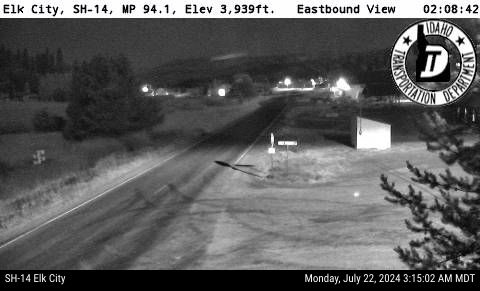 Elk City, SH-14, MP 94.1, Elev 3,939ft. Eastbound View 02:08:42
IDAHO
TRANSPORTATION DEPARTMENT
SH-14 Elk City Monday, July 22, 2024 3:15:02 AM MDT